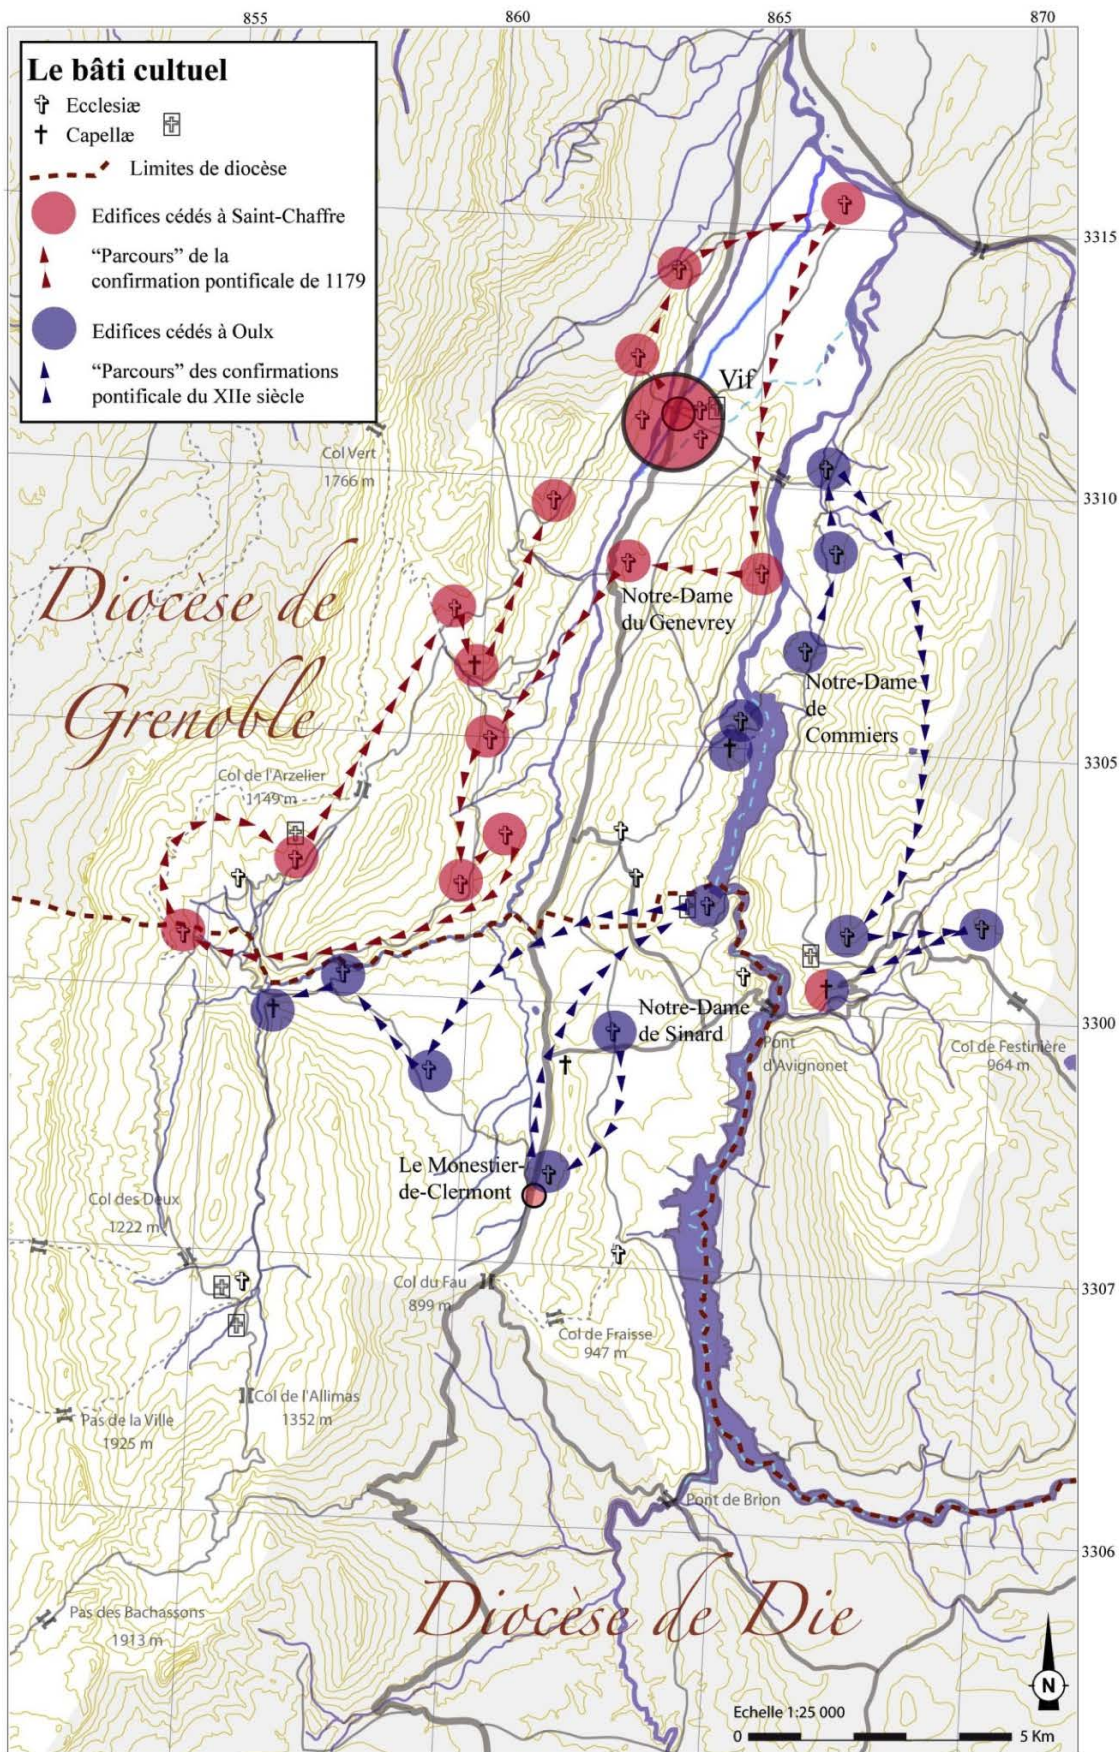 855
860
865
870
Le bâti cultuel
Ecclesiæ
Capellæ
Limites de diocèse
Edifices cédés à Saint-Chaffre
“Parcours” de la
confirmation pontificale de 1179
Edifices cédés à Oulx
“Parcours” des confirmations
pontificale du XIIe siècle
3315
Vif
Col Vert
1766 m
3310
Diocèse de
Grenoble
Notre-Dame
du Genevrey
Notre-Dame
de
Commiers
3305
Col de l'Arzelier
1149 m
Notre-Dame
de Sinard
3300
Pont
d'Avignonet
Col de Festinière
964 m
Le Monestier-
de-Clermont
Col des Deux
1222 m
Col du Fau
899 m
3307
Col de Fraisse
947 m
Col de l'Allimas
1352 m
Pas de la Ville
1925 m
Pont de Brion
3306
Diocèse de Die
Pas des Bachassons
1913 m
N
Echelle 1:25 000
0
5 Km